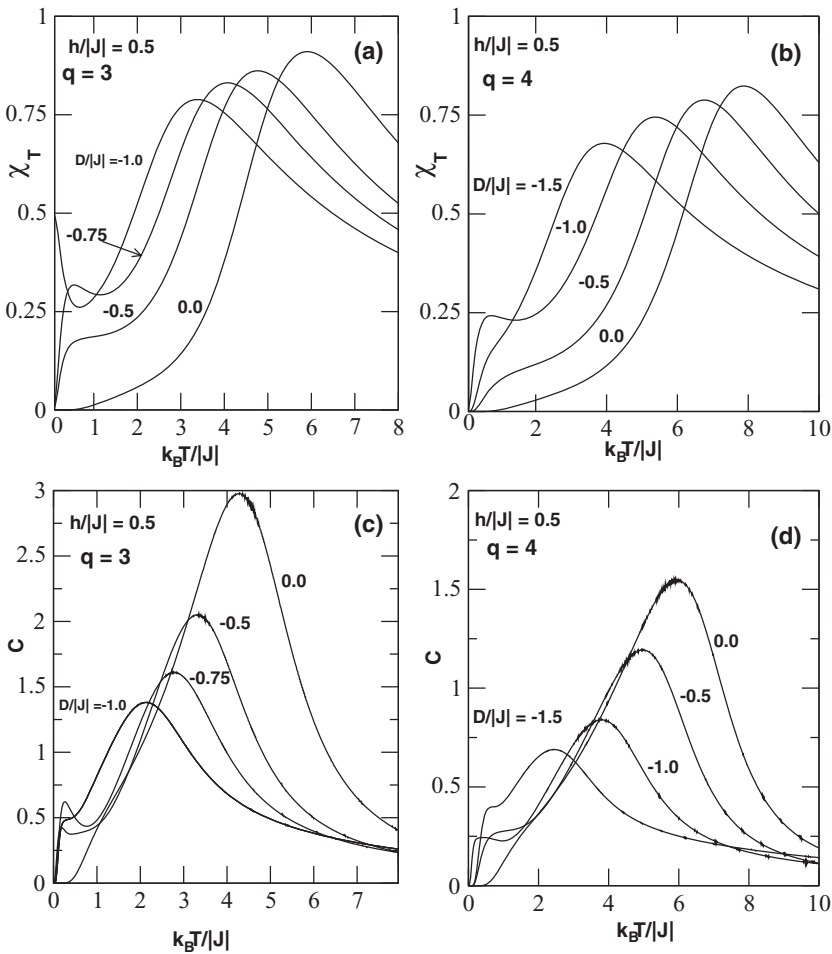 h/|J| = 0.5
q = 3
(a)
D/|J| =-1.0
-0.75
-0.5
0.0
χT
1
0.75
0.5
0.25
0
0 1 2 3 4 5 6 7 8
kBT/|J|
h/|J| = 0.5
q = 4
(b)
D/|J| = -1.5
-1.0
-0.5
0.0
χT
1
0.75
0.5
0.25
0
0 2 4 6 8 10
kBT/|J|
h/|J| = 0.5
q = 3
(c)
0.0
-0.5
-0.75
D/|J| =-1.0
C
3
2.5
2
1.5
1
0.5
0
0 1 2 3 4 5 6 7
kBT/|J|
h/|J| = 0.5
q = 4
(d)
0.0
-0.5
D/|J| = -1.5
-1.0
C
2
1.5
1
0.5
0
0 2 4 6 8 10
kBT/|J|